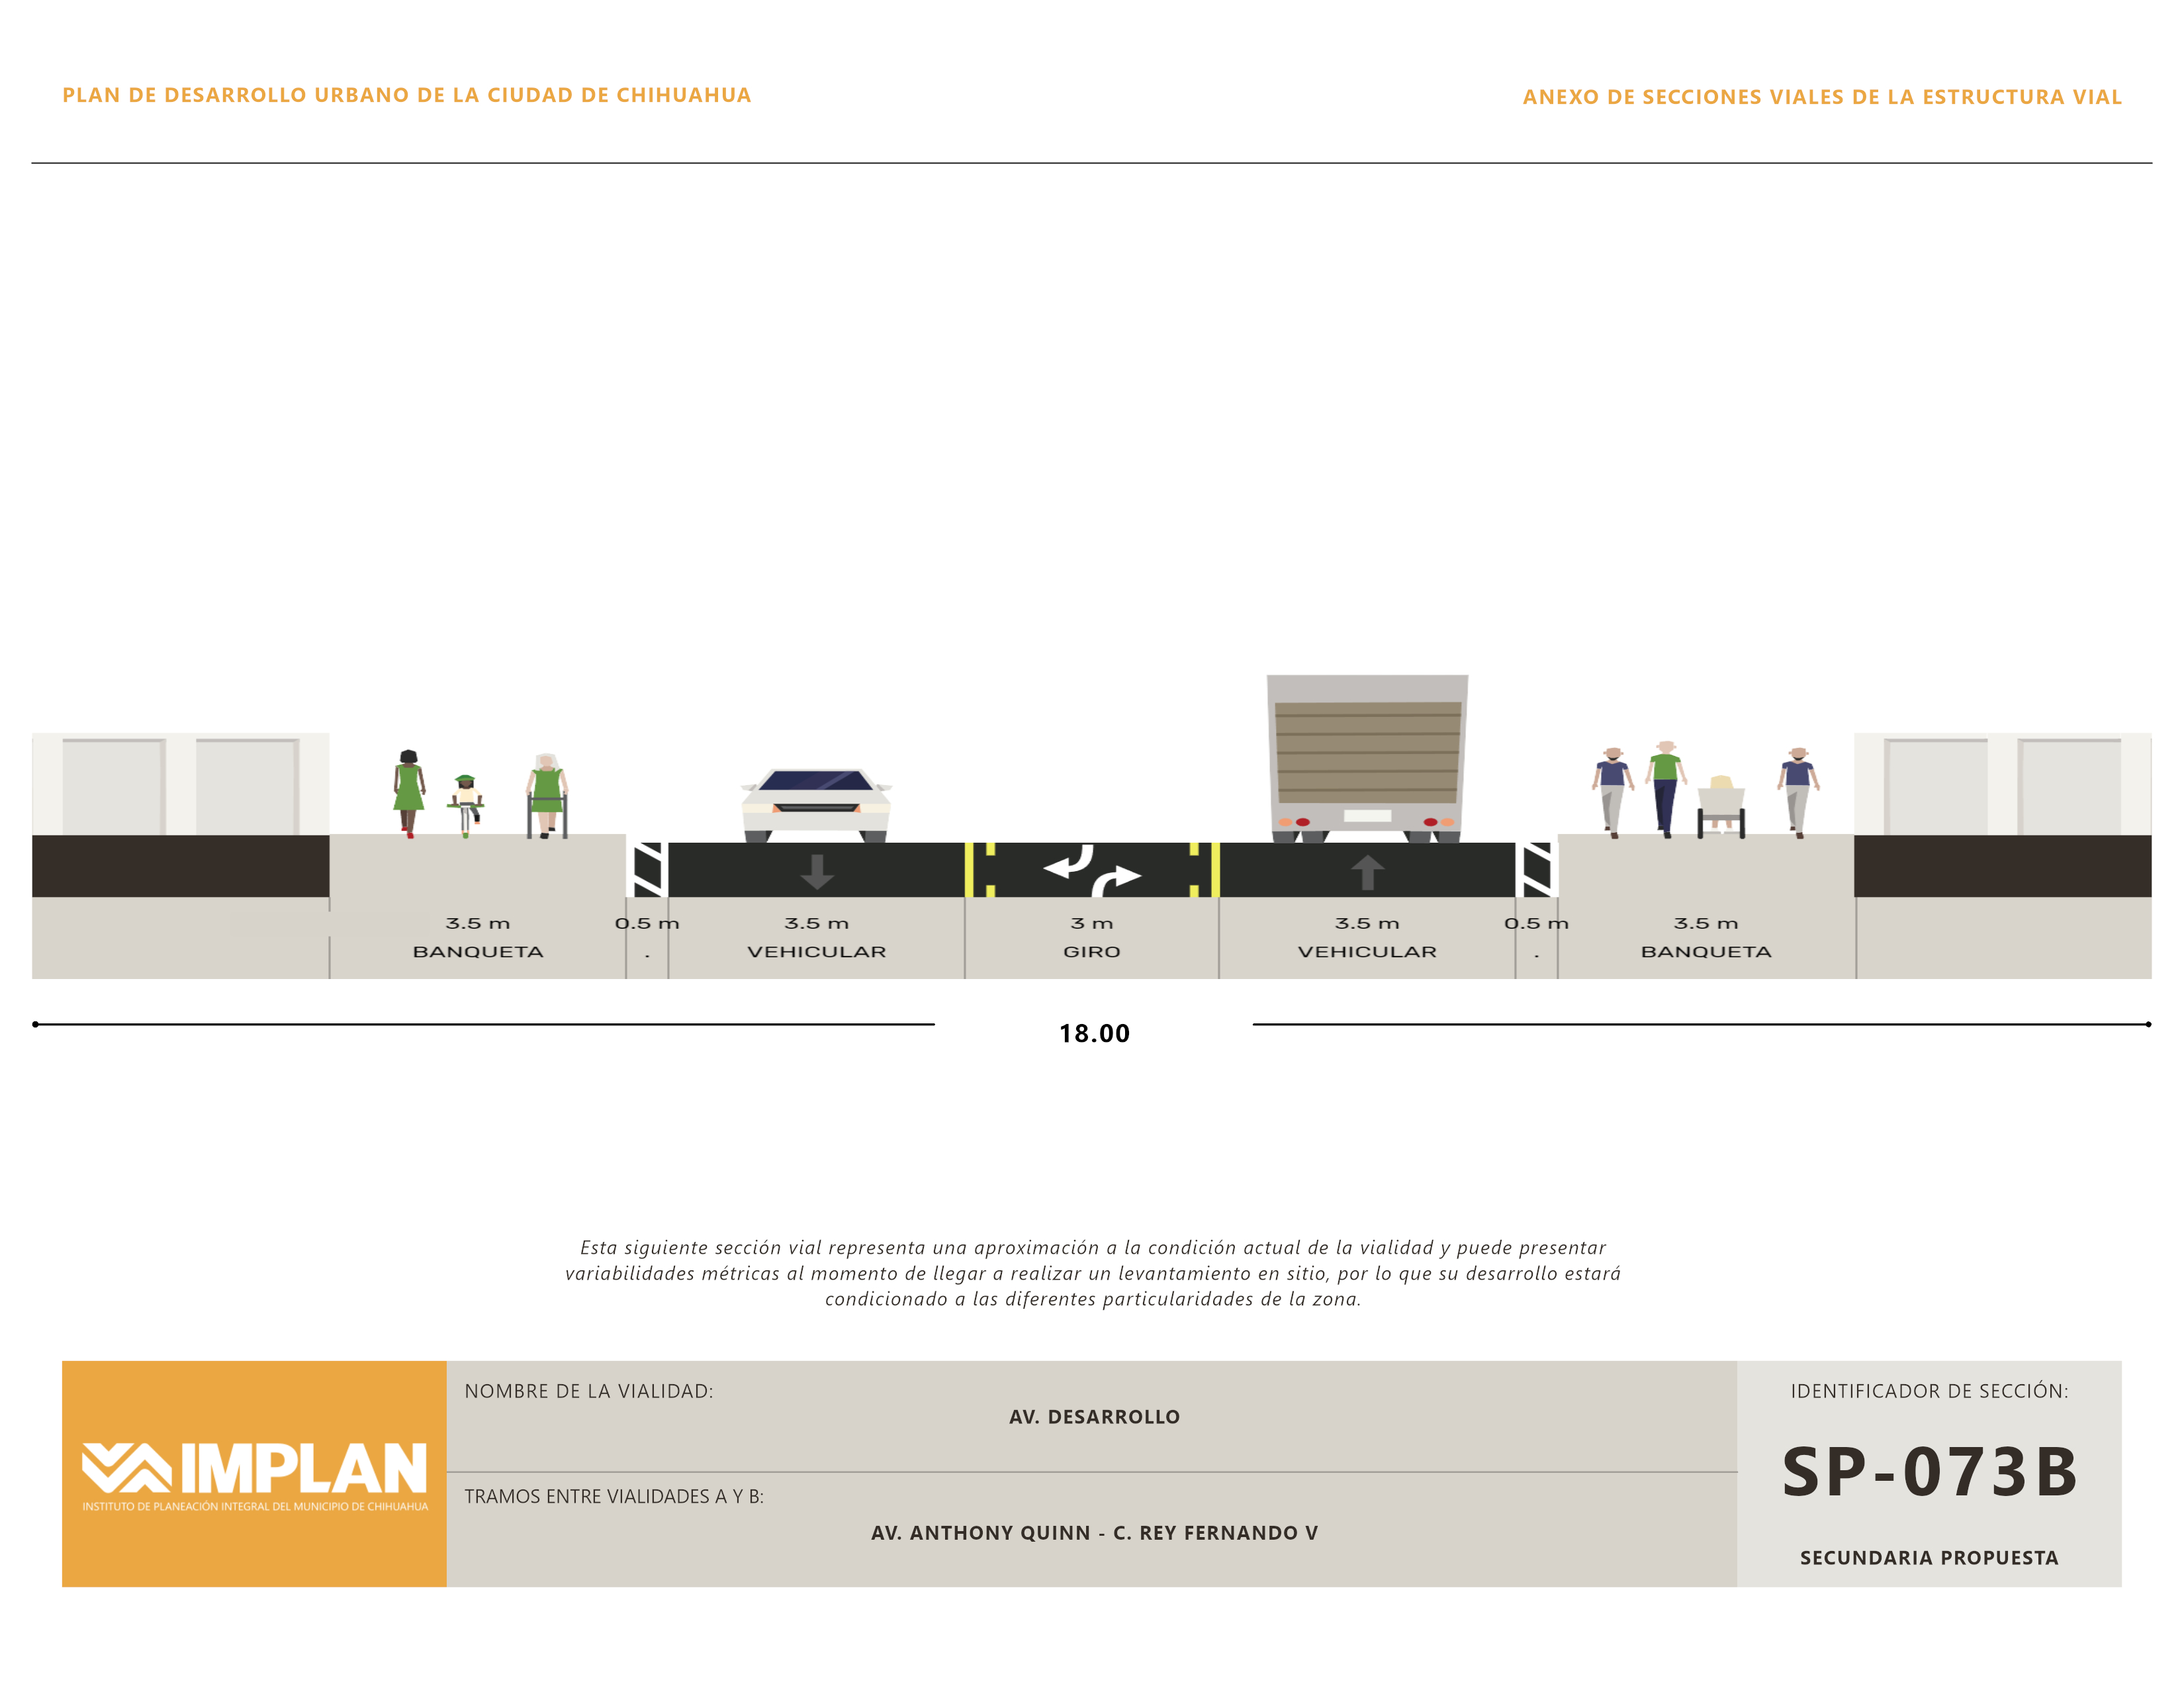 PLAN DE DESARROLLO URBANO DE LA CIUDAD DE CHIHUAHUA
ANEXO DE SECCIONES VIALES DE LA ESTRUCTURA VIAL
3.5 m 0.5 m 3.5 m 3 m 3.5 m 0.5 m 3.5 m
BANQUETA . VEHICULAR GIRO VEHICULAR . BANQUETA
18.00
Esta siguiente sección vial representa una aproximación a la condición actual de la vialidad y puede presentar
variabilidades métricas al momento de llegar a realizar un levantamiento en sitio, por lo que su desarrollo estará
condicionado a las diferentes particularidades de la zona.
IMPLAN
INSTITUTO DE PLANEACIÓN INTEGRAL DEL MUNICIPIO DE CHIHUAHUA
NOMBRE DE LA VIALIDAD:
AV. DESARROLLO
TRAMOS ENTRE VIALIDADES A Y B:
AV. ANTHONY QUINN - C. REY FERNANDO V
IDENTIFICADOR DE SECCIÓN:
SP-073B
SECUNDARIA PROPUESTA